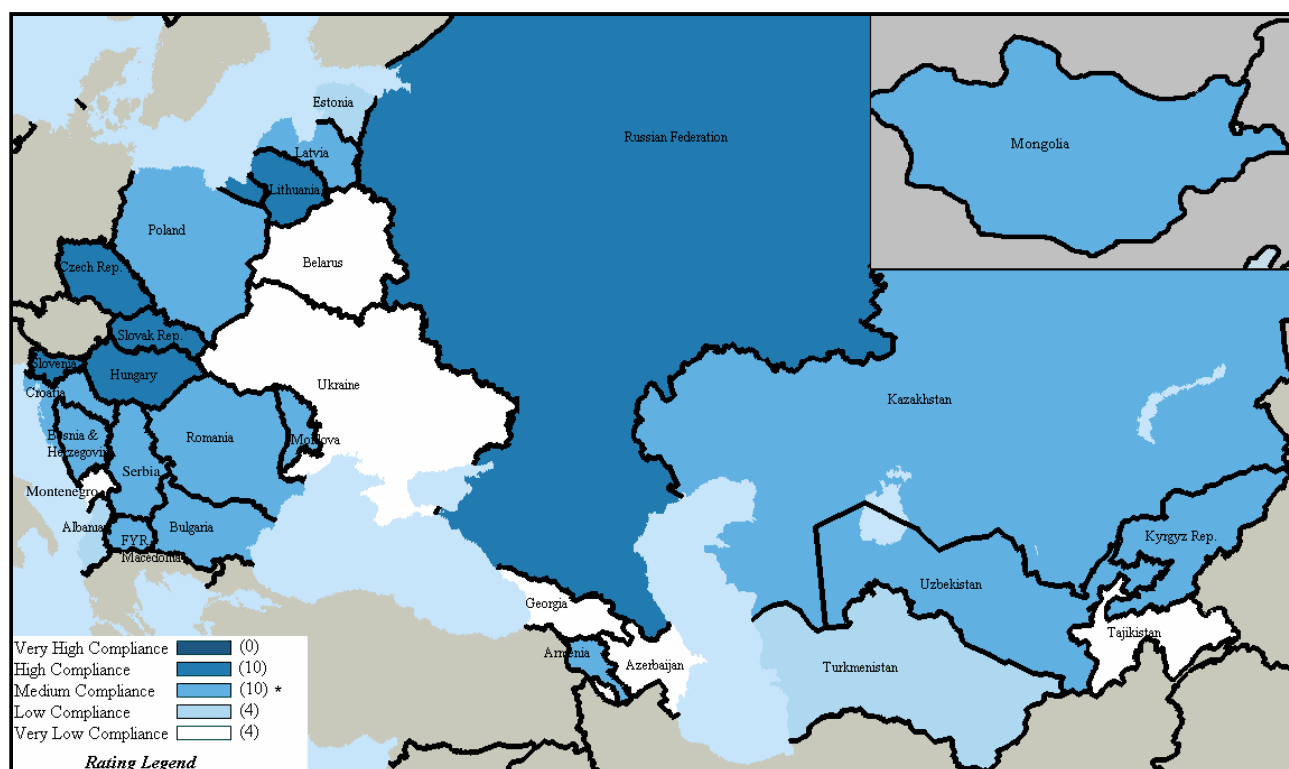 Estonia
Russian Federation
Mongolia
Latvia
Lithuania
Poland
Belarus
Czech Rep.
Slovak Rep.
Slovenia
Hungary
Ukraine
Croatia
Kazakhstan
Romania
Moldova
Bosnia &
Herzegovin
Serbia
Montenegro
Albania
Bulgaria
FYR
Macedonia
Kyrgyz Rep.
Uzbekistan
Georgia
Tajikistan
Armenia
Azerbaijan
Turkmenistan
Very High Compliance (0)
High Compliance (10)
Medium Compliance (10) *
Low Compliance (4)
Very Low Compliance (4)
Rating Legend